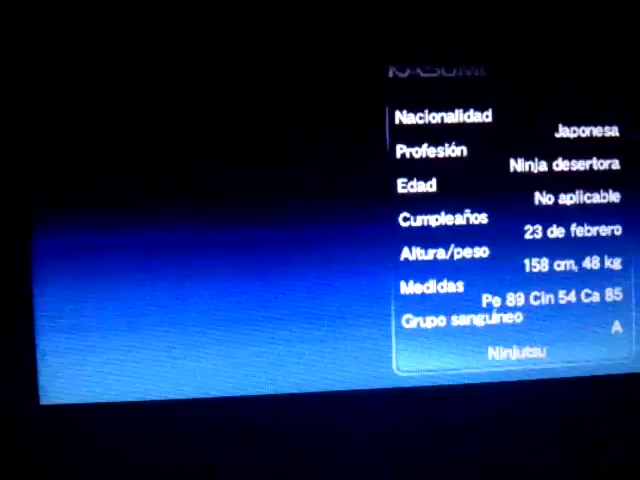 KASUMI
Nacionalidad
Japonesa
Profesión
Ninja desertora
Edad
No aplicable
Cumpleaños
23 de febrero
Altura/peso
158 cm, 48 kg
Medidas
Pe 89 Cin 54 Ca 85
Grupo sanguíneo
A
Ninjutsu